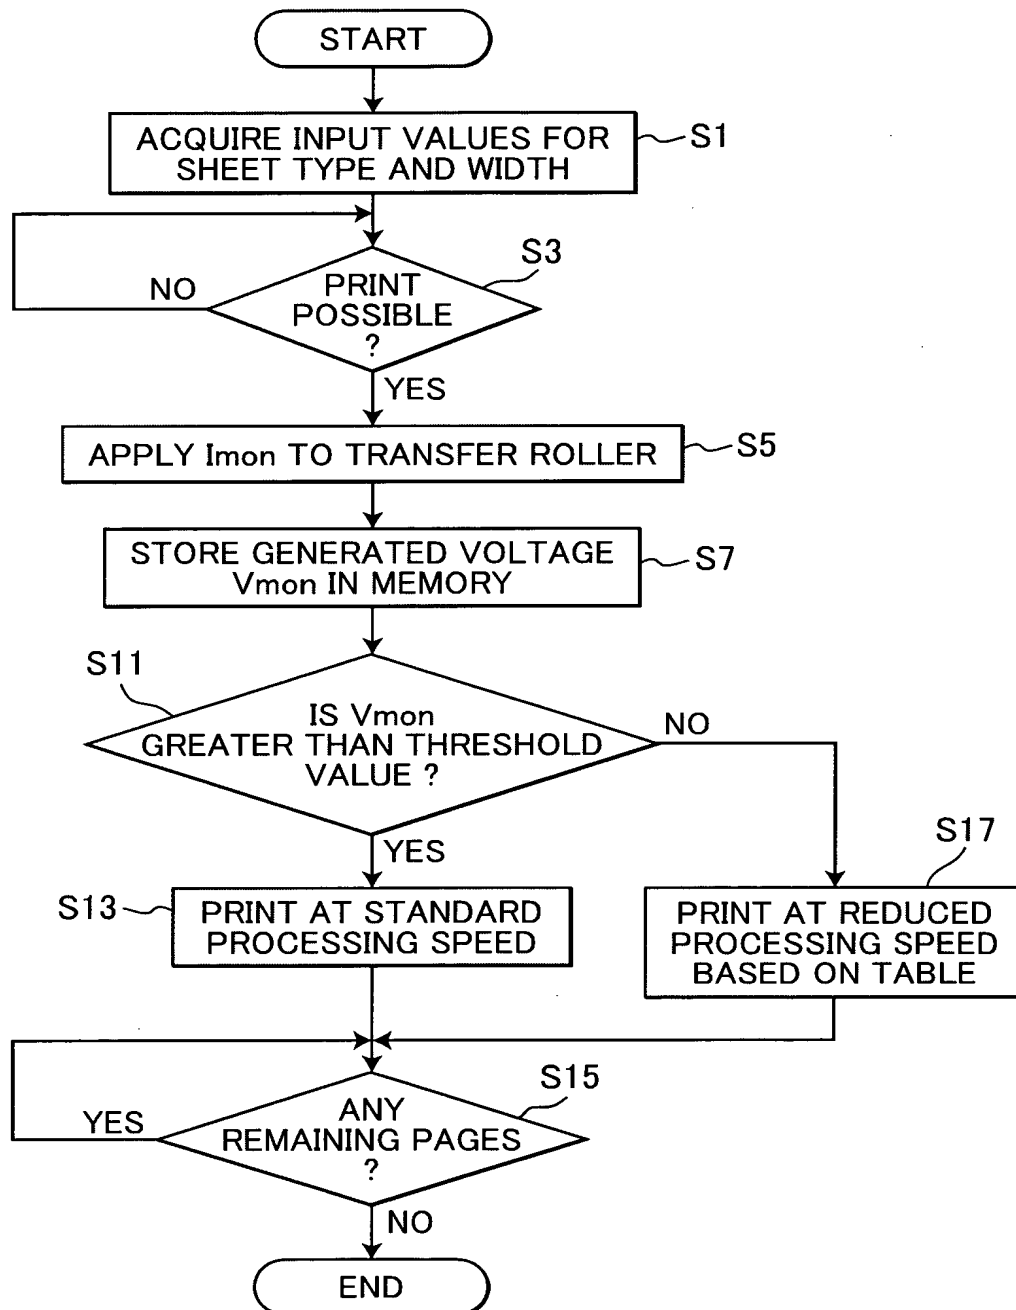 START
ACQUIRE INPUT VALUES FOR
SHEET TYPE AND WIDTH
S1
S3
PRINT
POSSIBLE
?
NO
YES
APPLY Imon TO TRANSFER ROLLER
S5
STORE GENERATED VOLTAGE
Vmon IN MEMORY
S7
S11
IS Vmon
GREATER THAN THRESHOLD
VALUE ?
NO
YES
S13
PRINT AT STANDARD
PROCESSING SPEED
S17
PRINT AT REDUCED
PROCESSING SPEED
BASED ON TABLE
S15
ANY
REMAINING PAGES
?
YES
NO
END